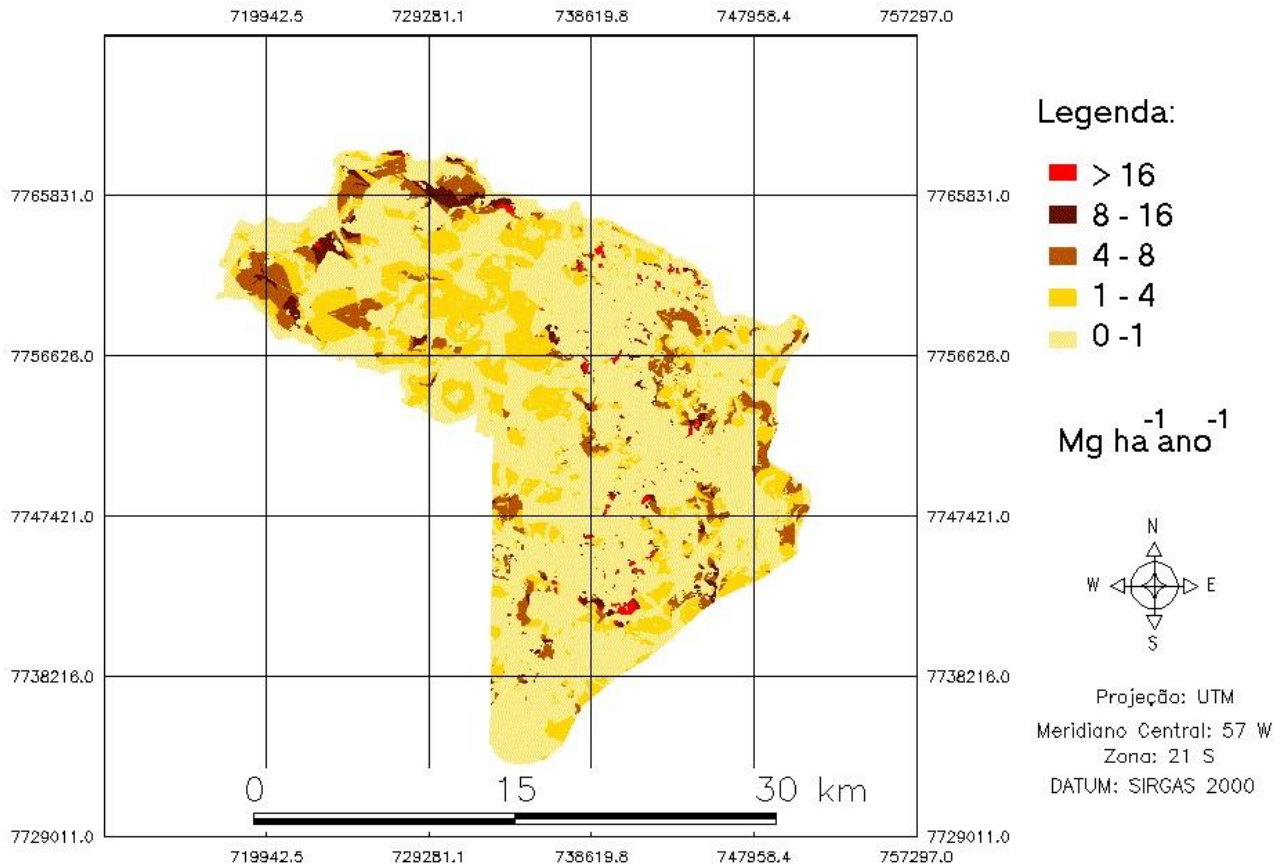 719942.5 729281.1 738619.8 747958.4 757297.0
Legenda:
> 16
8 - 16
4 - 8
1 - 4
0 -1
Mg ha-1 ano-1
7765831.0 7765831.0
7756628.0 7756628.0
7747421.0 7747421.0
7738216.0 7738216.0
7729011.0 7729011.0
N
W E
S
Projeção: UTM
Meridiano Central: 57 W
Zona: 21 S
DATUM: SIRGAS 2000
0 15 30 km
719942.5 729281.1 738619.8 747958.4 757297.0